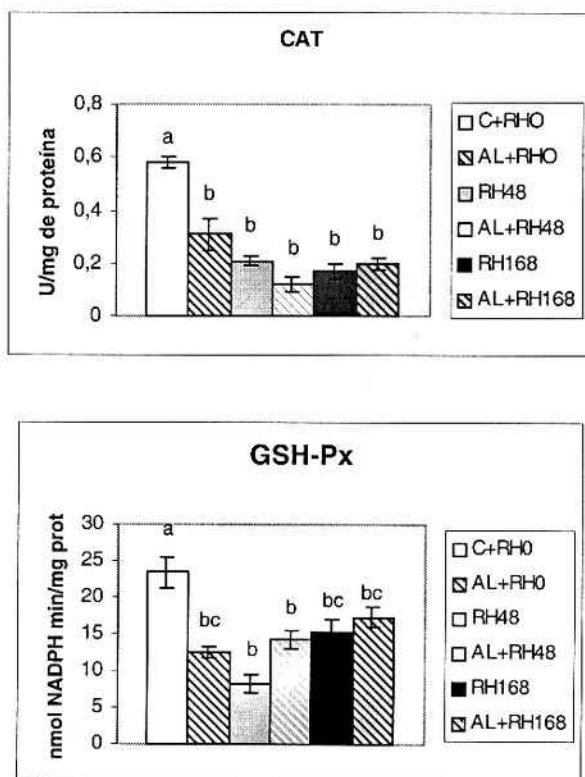 CAT
U/mg de proteína
0,8
0,6
0,4
0,2
0
a
b
b
b
b
b
C+RHO
AL+RHO
RH48
AL+RH48
RH168
AL+RH168
GSH-Px
nmol NADPH min/mg prot
30
25
20
15
10
5
0
a
bc
b
b
bc
bc
C+RH0
AL+RH0
RH48
AL+RH48
RH168
AL+RH168